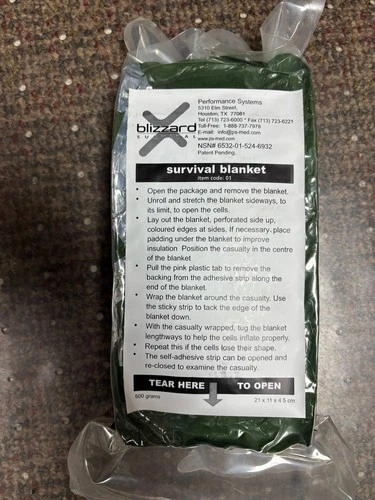 Performance Systems
5310 Elm Street,
Houston, TX 77081
Tel (713) 723-6000 * Fax (713) 723-6221
Toll-Free: 1-888-737-7978
E-mail: info@ps-med.com
www.ps-med.com
NSN# 6532-01-524-6932
Patent Pending.
blizzard
SURVIVAL
survival blanket
item code: 01
• Open the package and remove the blanket.
• Unroll and stretch the blanket sideways, to
its limit, to open the cells.
• Lay out the blanket, perforated side up,
coloured edges at sides. If necessary, place
padding under the blanket to improve
insulation. Position the casualty in the centre
of the blanket
• Pull the pink plastic tab to remove the
backing from the adhesive strip along the
end of the blanket.
• Wrap the blanket around the casualty. Use
the sticky strip to tack the edge of the
blanket down.
• With the casualty wrapped, tug the blanket
lengthways to help the cells inflate properly.
• Repeat this if the cells lose their shape.
• The self-adhesive strip can be opened and
re-closed to examine the casualty.
TEAR HERE TO OPEN
600 grams 21 x 11 x 4.5 cm